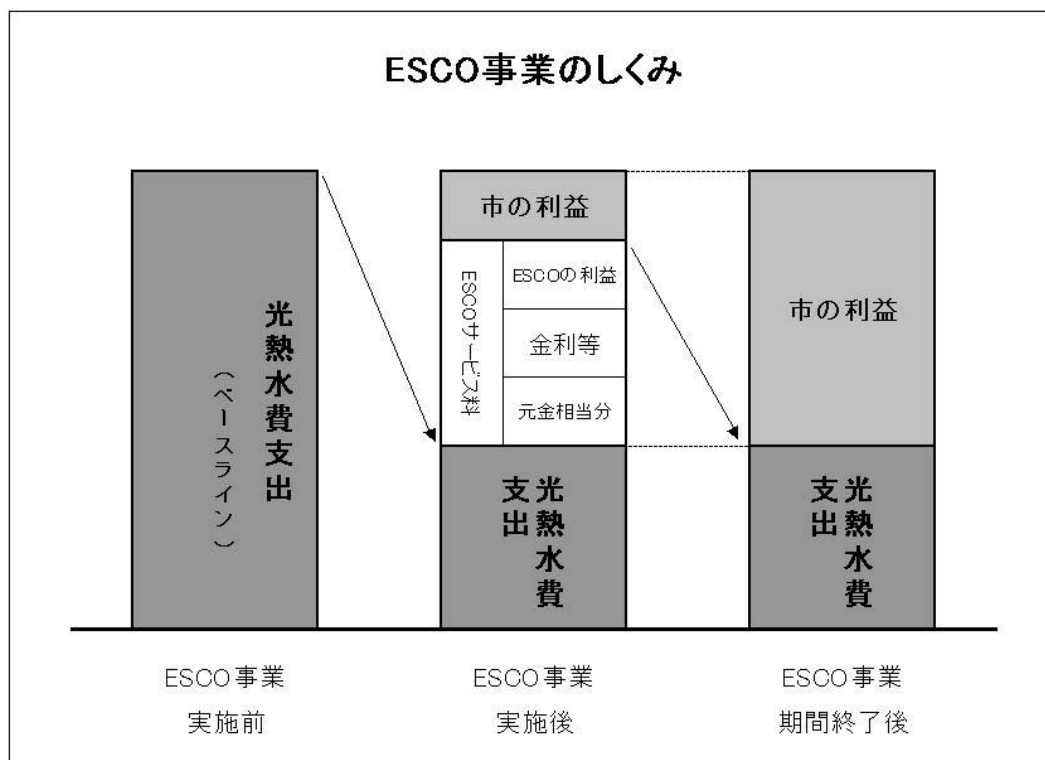 ESCO事業のしくみ
光熱水費支出
（ベースライン）
市の利益
ESCOサービス料
ESCOの利益
金利等
元金相当分
光熱水費
支出
市の利益
光熱水費
支出
ESCO事業
実施前
ESCO事業
実施後
ESCO事業
期間終了後